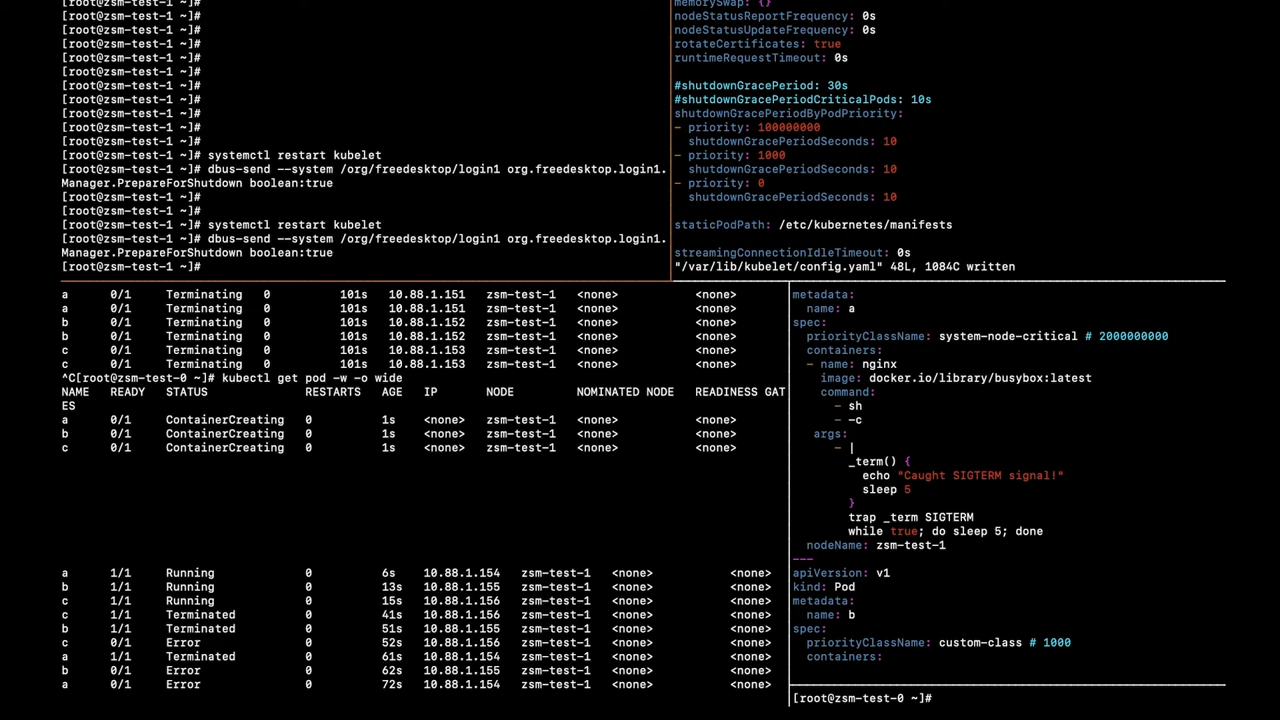 [root@zsm-test-1 ~]#
[root@zsm-test-1 ~]#
[root@zsm-test-1 ~]#
[root@zsm-test-1 ~]#
[root@zsm-test-1 ~]#
[root@zsm-test-1 ~]#
[root@zsm-test-1 ~]#
[root@zsm-test-1 ~]#
[root@zsm-test-1 ~]#
[root@zsm-test-1 ~]#
[root@zsm-test-1 ~]#
[root@zsm-test-1 ~]# systemctl restart kubelet
[root@zsm-test-1 ~]# dbus-send --system /org/freedesktop/login1 org.freedesktop.login1.
Manager.PrepareForShutdown boolean:true
[root@zsm-test-1 ~]#
[root@zsm-test-1 ~]#
[root@zsm-test-1 ~]# systemctl restart kubelet
[root@zsm-test-1 ~]# dbus-send --system /org/freedesktop/login1 org.freedesktop.login1.
Manager.PrepareForShutdown boolean:true
[root@zsm-test-1 ~]#
memorySwap: {}
nodeStatusReportFrequency: 0s
nodeStatusUpdateFrequency: 0s
rotateCertificates: true
runtimeRequestTimeout: 0s
#shutdownGracePeriod: 30s
#shutdownGracePeriodCriticalPods: 10s
shutdownGracePeriodByPodPriority:
- priority: 100000000
shutdownGracePeriodSeconds: 10
- priority: 1000
shutdownGracePeriodSeconds: 10
- priority: 0
shutdownGracePeriodSeconds: 10
staticPodPath: /etc/kubernetes/manifests
streamingConnectionIdleTimeout: 0s
"/var/lib/kubelet/config.yaml" 48L, 1084C written
a 0/1 Terminating 0 101s 10.88.1.151 zsm-test-1 <none> <none>
a 0/1 Terminating 0 101s 10.88.1.151 zsm-test-1 <none> <none>
b 0/1 Terminating 0 101s 10.88.1.152 zsm-test-1 <none> <none>
b 0/1 Terminating 0 101s 10.88.1.152 zsm-test-1 <none> <none>
c 0/1 Terminating 0 101s 10.88.1.153 zsm-test-1 <none> <none>
c 0/1 Terminating 0 101s 10.88.1.153 zsm-test-1 <none> <none>
^C[root@zsm-test-0 ~]# kubectl get pod -w -o wide
NAME READY STATUS RESTARTS AGE IP NODE NOMINATED NODE READINESS GAT
ES
a 0/1 ContainerCreating 0 1s <none> zsm-test-1 <none> <none>
b 0/1 ContainerCreating 0 1s <none> zsm-test-1 <none> <none>
c 0/1 ContainerCreating 0 1s <none> zsm-test-1 <none> <none>
a 1/1 Running 0 6s 10.88.1.154 zsm-test-1 <none> <none>
b 1/1 Running 0 13s 10.88.1.155 zsm-test-1 <none> <none>
c 1/1 Running 0 15s 10.88.1.156 zsm-test-1 <none> <none>
c 1/1 Terminated 0 41s 10.88.1.156 zsm-test-1 <none> <none>
b 1/1 Terminated 0 51s 10.88.1.155 zsm-test-1 <none> <none>
c 0/1 Error 0 52s 10.88.1.156 zsm-test-1 <none> <none>
a 1/1 Terminated 0 61s 10.88.1.154 zsm-test-1 <none> <none>
b 0/1 Error 0 62s 10.88.1.155 zsm-test-1 <none> <none>
a 0/1 Error 0 72s 10.88.1.154 zsm-test-1 <none> <none>
metadata:
name: a
spec:
priorityClassName: system-node-critical # 2000000000
containers:
- name: nginx
image: docker.io/library/busybox:latest
command:
- sh
- -c
args:
- |
_term() {
echo "Caught SIGTERM signal!"
sleep 5
}
trap _term SIGTERM
while true; do sleep 5; done
nodeName: zsm-test-1
---
apiVersion: v1
kind: Pod
metadata:
name: b
spec:
priorityClassName: custom-class # 1000
containers:
[root@zsm-test-0 ~]#